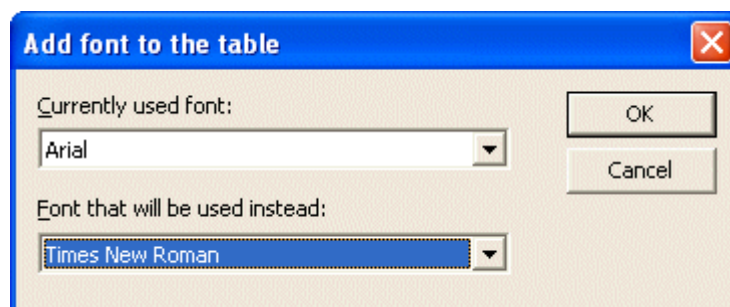 Add font to the table
Currently used font:
OK
Arial
Cancel
Font that will be used instead:
Times New Roman